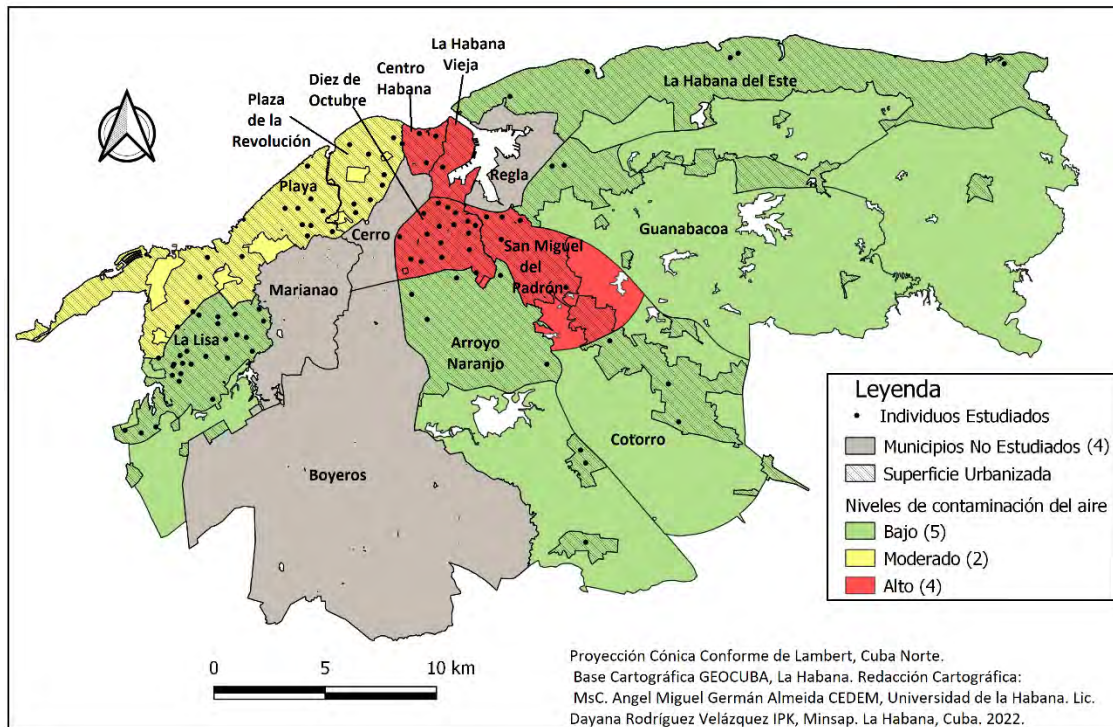 La Habana
Vieja
Centro
Habana
Diez de
Octubre
Plaza
de la
Revolución
La Habana del Este
Playa
Regla
Cerro
Guanabacoa
San Miguel
del
Padrón
Marianao
La Lisa
Arroyo
Naranjo
Cotorro
Boyeros
Leyenda
Individuos Estudiados
Municipios No Estudiados (4)
Superficie Urbanizada
Niveles de contaminación del aire
Bajo (5)
Moderado (2)
Alto (4)
0 5 10 km
Proyección Cónica Conforme de Lambert, Cuba Norte.
Base Cartográfica GEOCUBA, La Habana. Redacción Cartográfica:
MsC. Angel Miguel Germán Almeida CEDEM, Universidad de la Habana. Lic.
Dayana Rodríguez Velázquez IPK, Minsap. La Habana, Cuba. 2022.